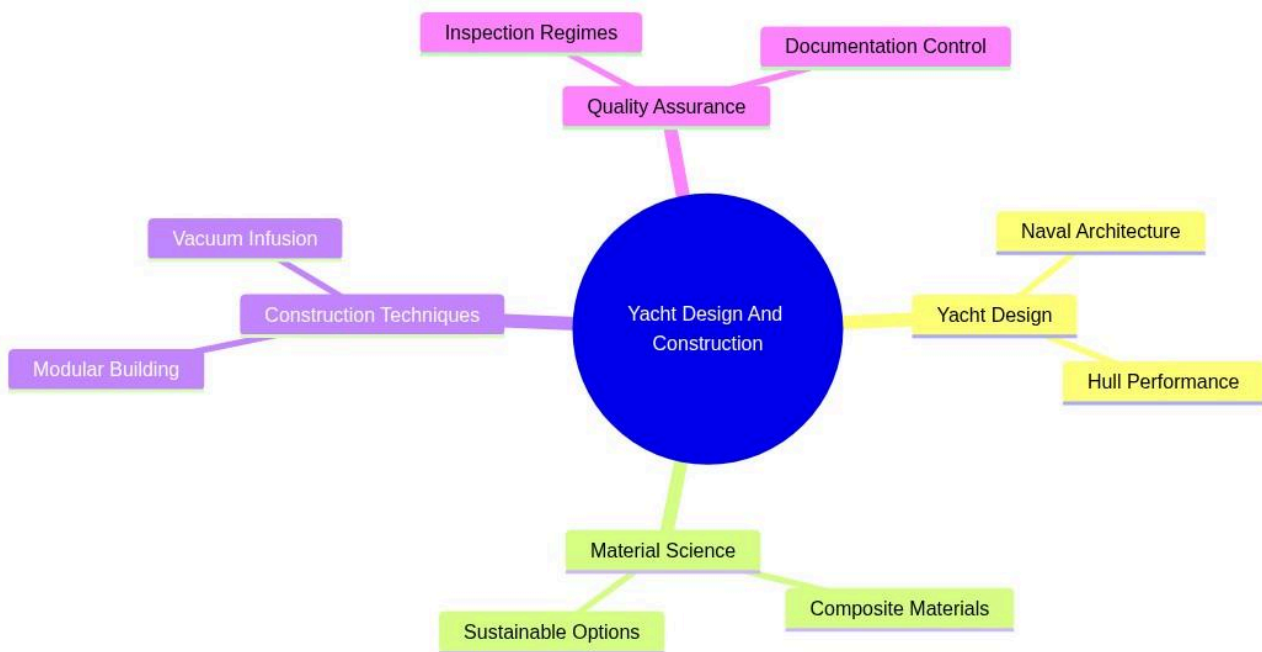 Inspection Regimes
Documentation Control
Quality Assurance
Vacuum Infusion
Construction Techniques
Modular Building
Yacht Design And
Construction
Naval Architecture
Yacht Design
Hull Performance
Material Science
Composite Materials
Sustainable Options